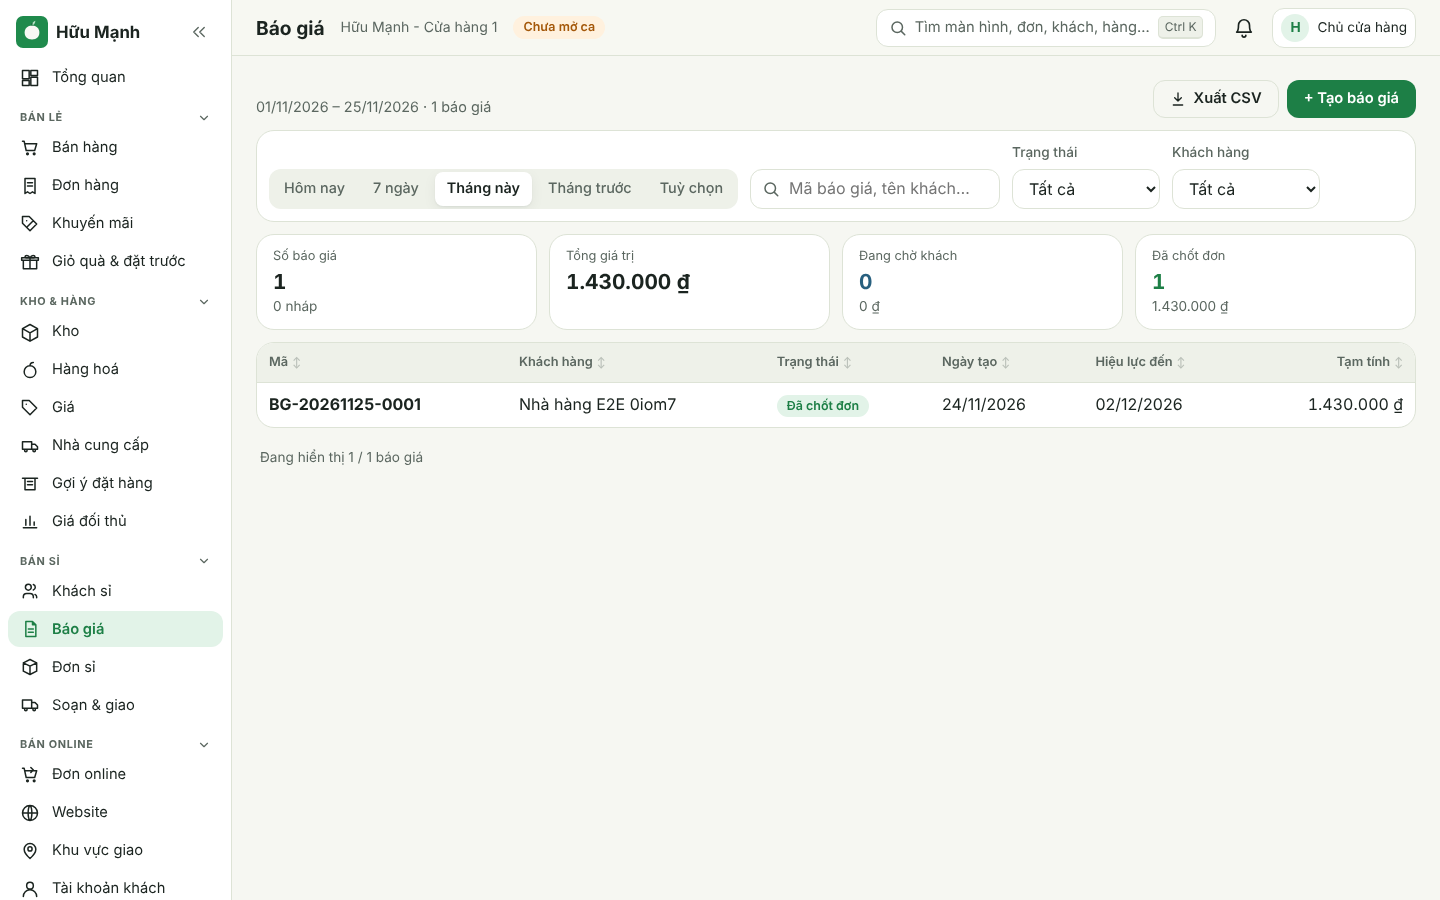 Hữu Mạnh
Tổng quan
BÁN LẺ
Bán hàng
Đơn hàng
Khuyến mãi
Giỏ quà & đặt trước
KHO & HÀNG
Kho
Hàng hoá
Giá
Nhà cung cấp
Gợi ý đặt hàng
Giá đối thủ
BÁN SỈ
Khách sỉ
Báo giá
Đơn sỉ
Soạn & giao
BÁN ONLINE
Đơn online
Website
Khu vực giao
Tài khoản khách
Báo giá Hữu Mạnh - Cửa hàng 1 Chưa mở ca Tìm màn hình, đơn, khách, hàng... Ctrl K H Chủ cửa hàng
01/11/2026 – 25/11/2026 · 1 báo giá Xuất CSV + Tạo báo giá
Trạng thái Khách hàng
Hôm nay 7 ngày Tháng này Tháng trước Tuỳ chọn Mã báo giá, tên khách... Tất cả Tất cả
Số báo giá Tổng giá trị Đang chờ khách Đã chốt đơn
1 1.430.000 ₫ 0 1
0 nháp 0 ₫ 1.430.000 ₫
Mã Khách hàng Trạng thái Ngày tạo Hiệu lực đến Tạm tính
BG-20261125-0001 Nhà hàng E2E 0iom7 Đã chốt đơn 24/11/2026 02/12/2026 1.430.000 ₫
Đang hiển thị 1 / 1 báo giá